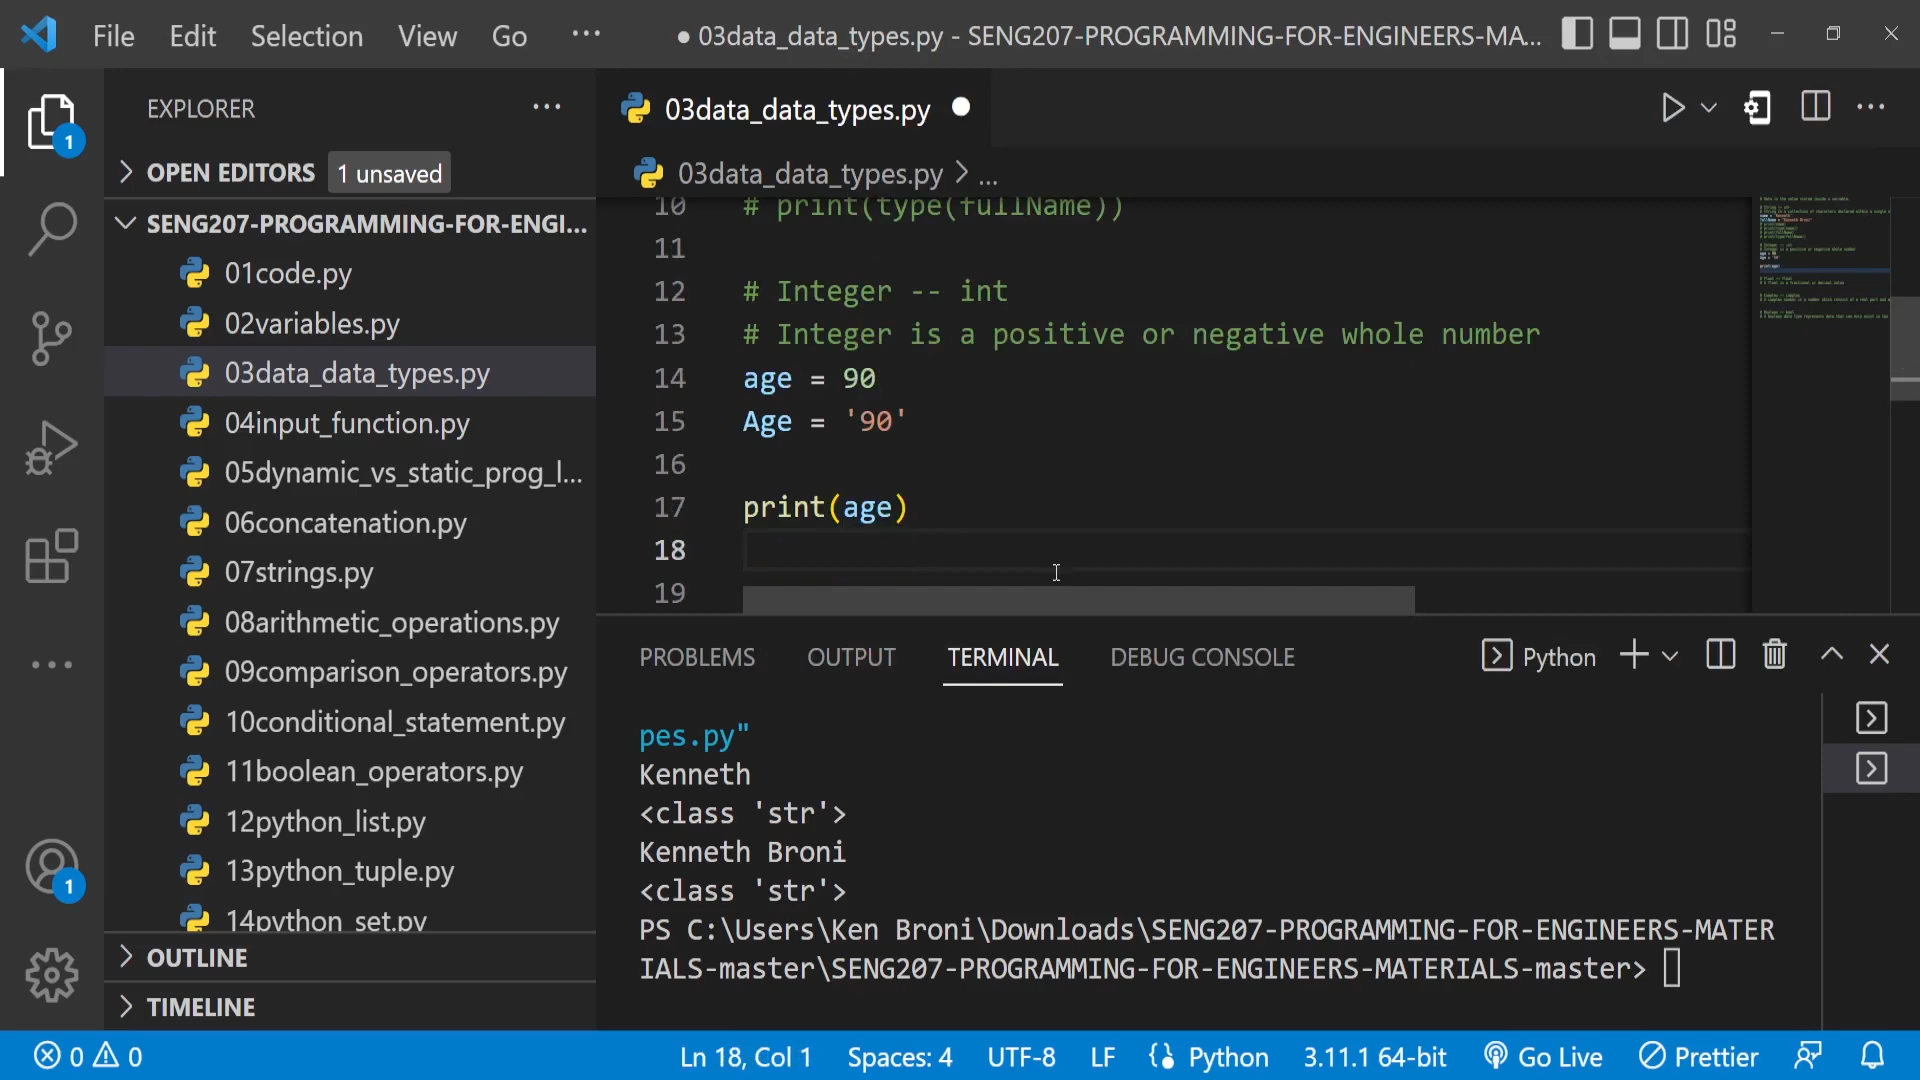 File Edit Selection View Go ···
● 03data_data_types.py - SENG207-PROGRAMMING-FOR-ENGINEERS-MA...
EXPLORER
OPEN EDITORS 1 unsaved
SENG207-PROGRAMMING-FOR-ENGI...
01code.py
02variables.py
03data_data_types.py
04input_function.py
05dynamic_vs_static_prog_l...
06concatenation.py
07strings.py
08arithmetic_operations.py
09comparison_operators.py
10conditional_statement.py
11boolean_operators.py
12python_list.py
13python_tuple.py
14python_set.py
OUTLINE
TIMELINE
1
1
03data_data_types.py
03data_data_types.py > ...
10 # print(type(fullName))
11
12 # Integer -- int
13 # Integer is a positive or negative whole number
14 age = 90
15 Age = '90'
16
17 print(age)
18
19
PROBLEMS OUTPUT TERMINAL DEBUG CONSOLE Python
pes.py"
Kenneth
<class 'str'>
Kenneth Broni
<class 'str'>
PS C:\Users\Ken Broni\Downloads\SENG207-PROGRAMMING-FOR-ENGINEERS-MATER
IALS-master\SENG207-PROGRAMMING-FOR-ENGINEERS-MATERIALS-master>
0 0 Ln 18, Col 1 Spaces: 4 UTF-8 LF Python 3.11.1 64-bit Go Live Prettier